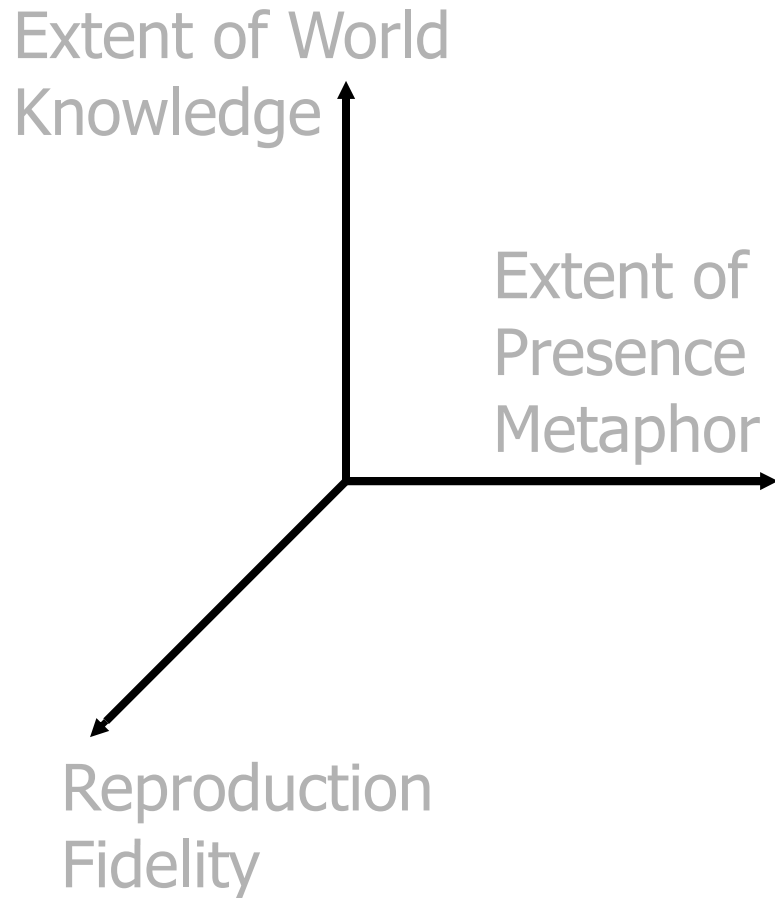 Extent of World
Knowledge
Extent of
Presence
Metaphor
Reproduction
Fidelity